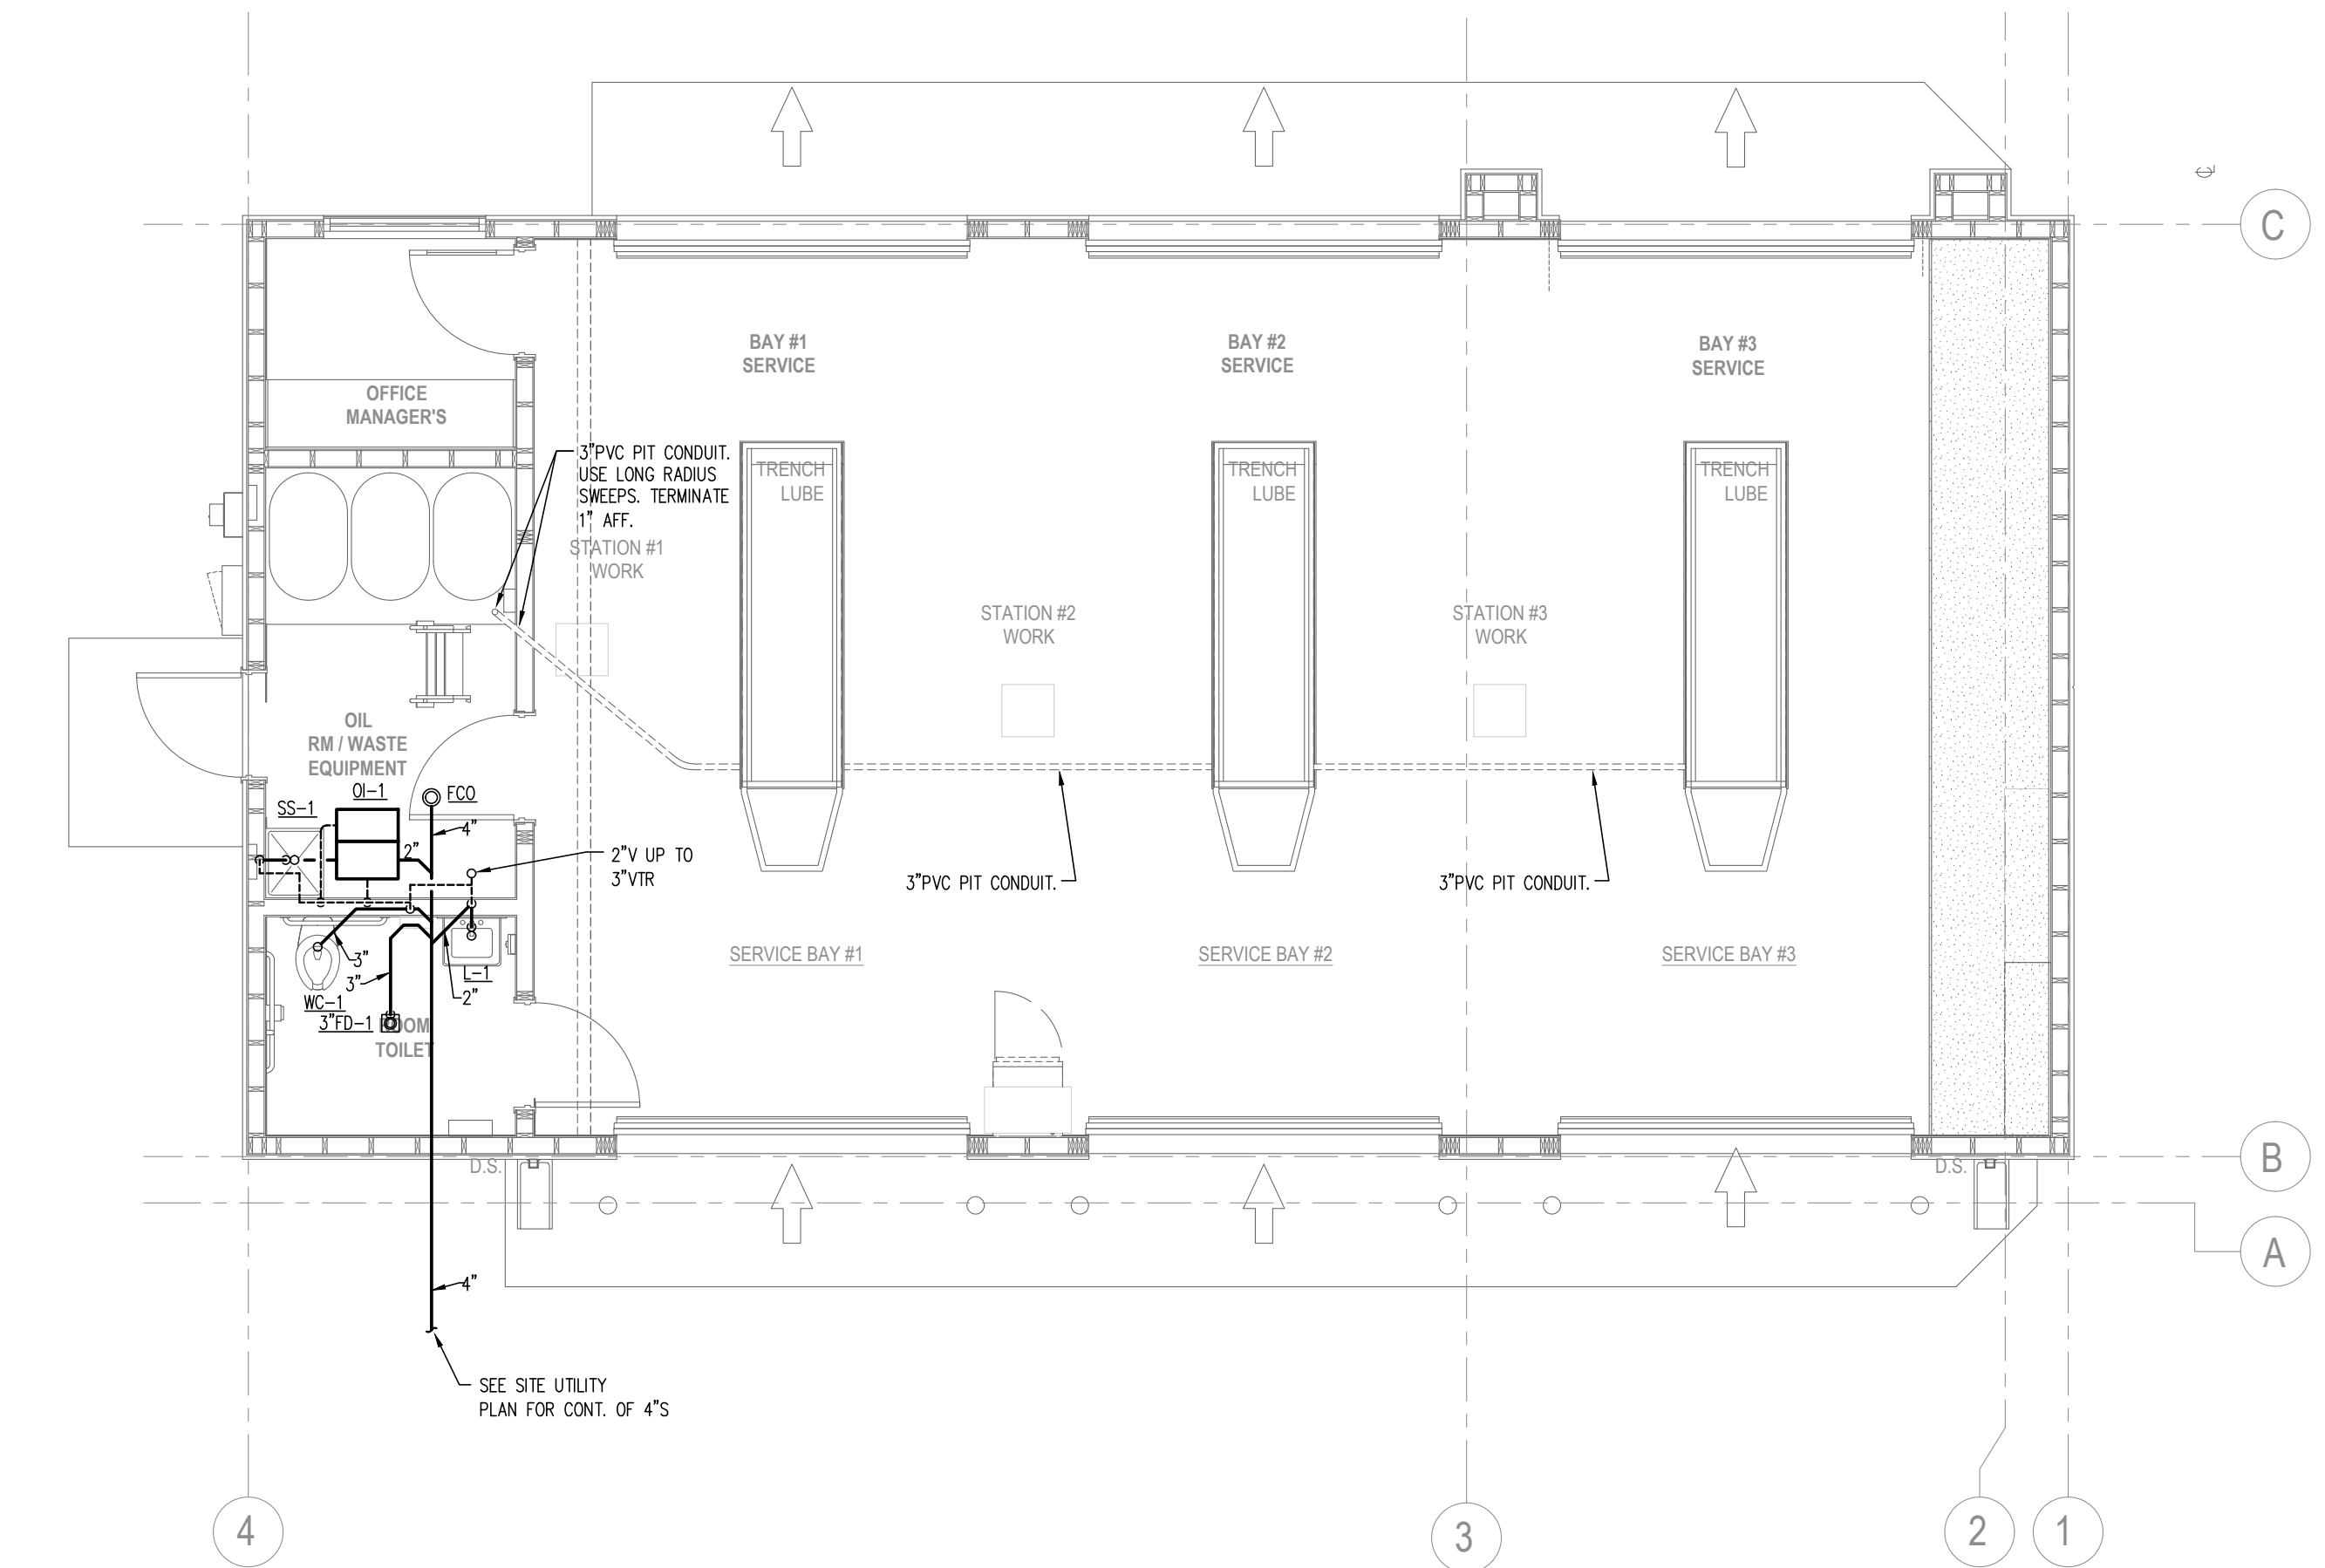 C
BAY #1
SERVICE
BAY #2
SERVICE
BAY #3
SERVICE
OFFICE
MANAGER'S
3"PVC PIT CONDUIT.
USE LONG RADIUS
SWEEPS. TERMINATE
1" AFF.
TRENCH
LUBE
TRENCH
LUBE
TRENCH
LUBE
STATION #1
WORK
STATION #2
WORK
STATION #3
WORK
OIL
RM / WASTE
EQUIPMENT
OI-1
FCO
SS-1
4"
2"
2"V UP TO
3"VTR
3"PVC PIT CONDUIT.
3"PVC PIT CONDUIT.
SERVICE BAY #1
SERVICE BAY #2
SERVICE BAY #3
3"
3"
L-1
2"
WC-1
3"FD-1
ROOM
TOILET
D.S.
D.S.
B
A
4"
SEE SITE UTILITY
PLAN FOR CONT. OF 4"S
4
3
2
1